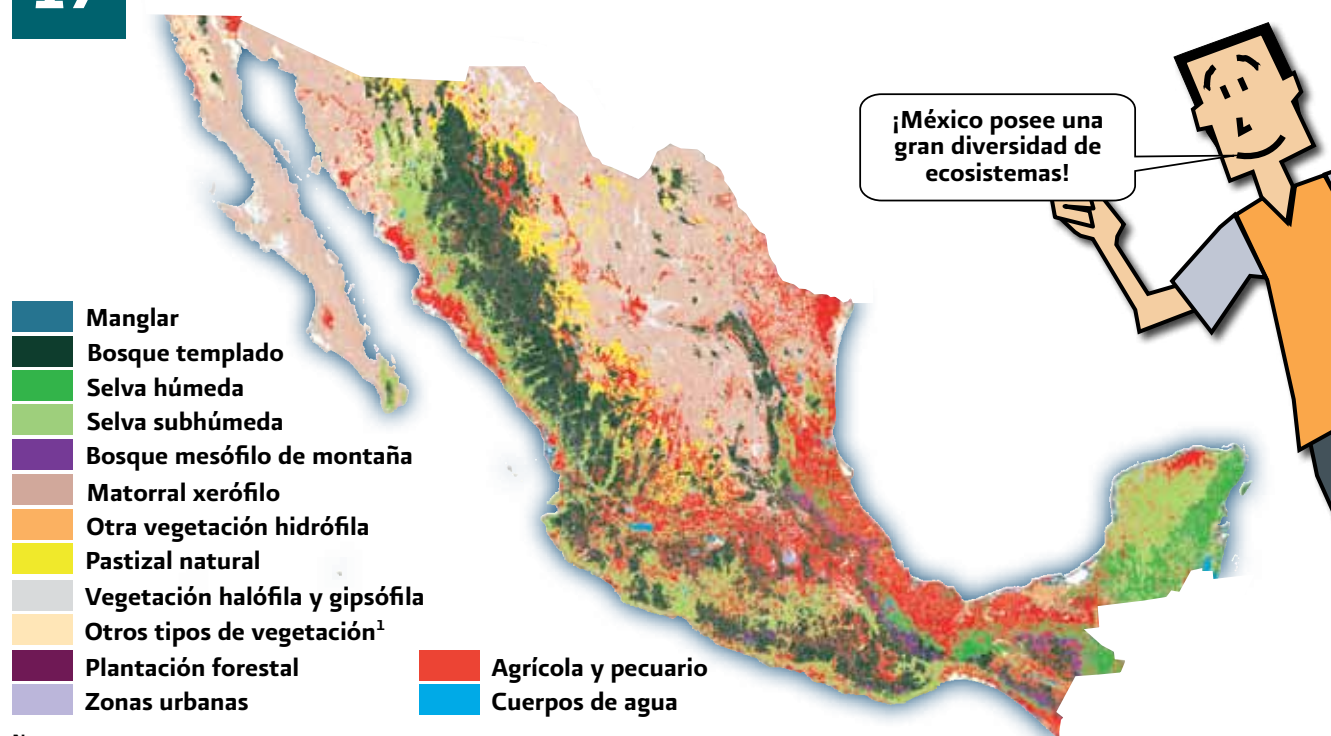 ¡México posee una
gran diversidad de
ecosistemas!
Manglar
Bosque templado
Selva húmeda
Selva subhúmeda
Bosque mesófilo de montaña
Matorral xerófilo
Otra vegetación hidrófila
Pastizal natural
Vegetación halófila y gipsófila
Otros tipos de vegetación¹
Plantación forestal
Zonas urbanas
Agrícola y pecuario
Cuerpos de agua